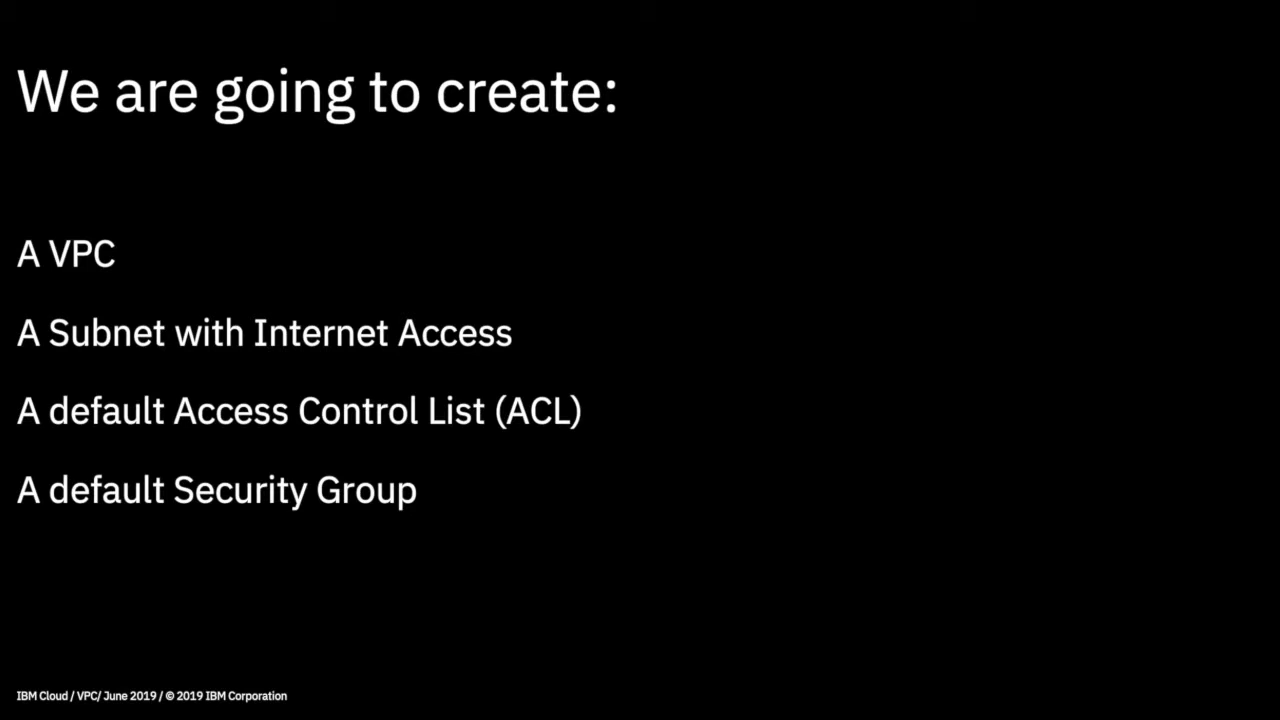 We are going to create:
A VPC
A Subnet with Internet Access
A default Access Control List (ACL)
A default Security Group
IBM Cloud / VPC/ June 2019 / © 2019 IBM Corporation